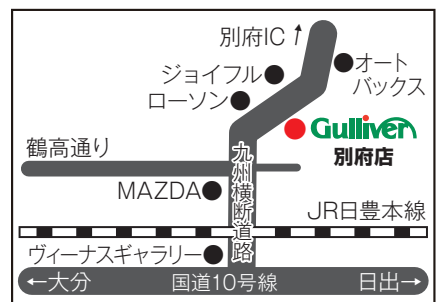 別府IC↑
ジョイフル
オートバックス
ローソン
Gulliver
別府店
鶴高通り
九州横断道路
MAZDA
JR日豊本線
ヴィーナスギャラリー
←大分
国道10号線
日出→